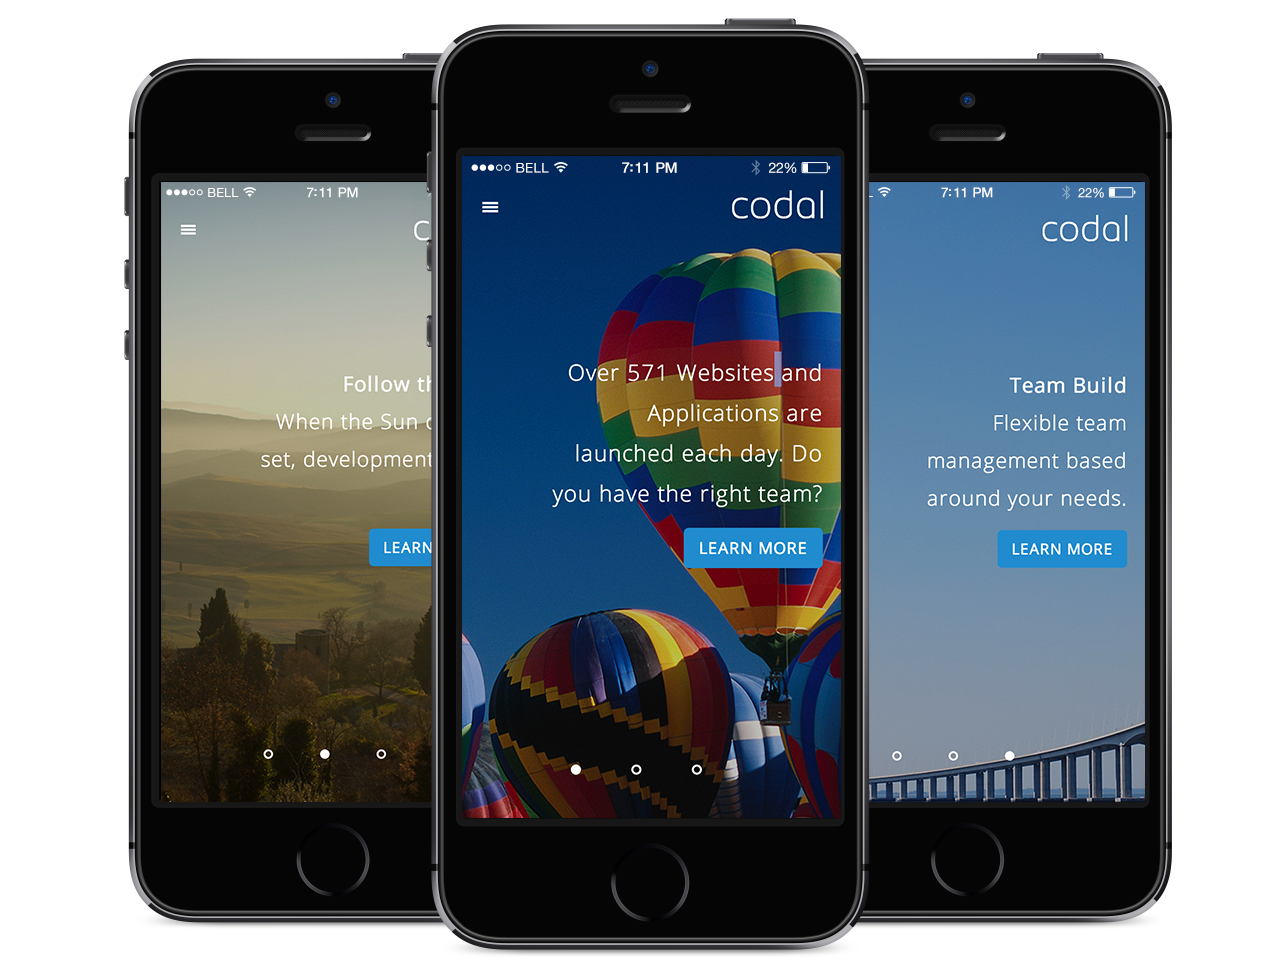 BELL
7:11 PM
Follow
When the Sun
set, development
LEARN
BELL
7:11 PM
22%
codal
Over 571 Websites and
Applications are
launched each day. Do
you have the right team?
LEARN MORE
7:11 PM
22%
codal
Team Build
Flexible team
management based
around your needs.
LEARN MORE